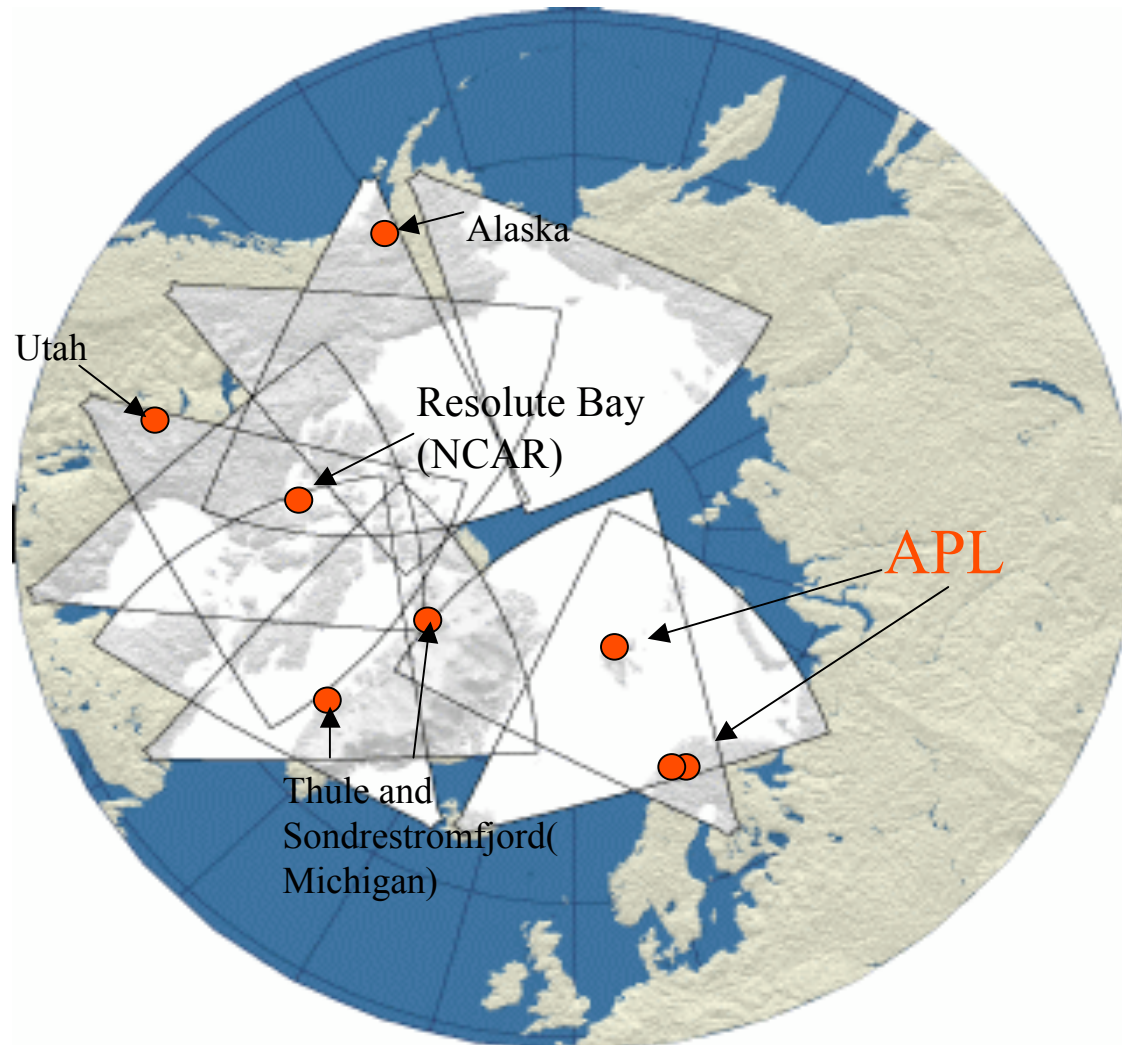 Alaska
Utah
Resolute Bay
(NCAR)
APL
Thule and
Sondrestromfjord(
Michigan)